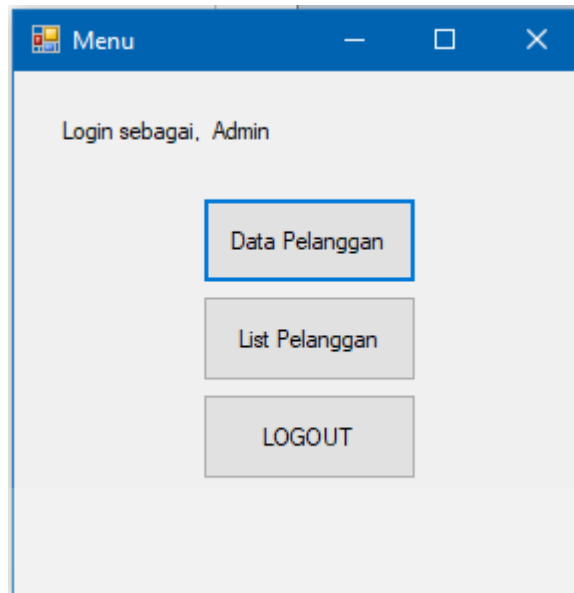 Menu
Login sebagai, Admin
Data Pelanggan
List Pelanggan
LOGOUT